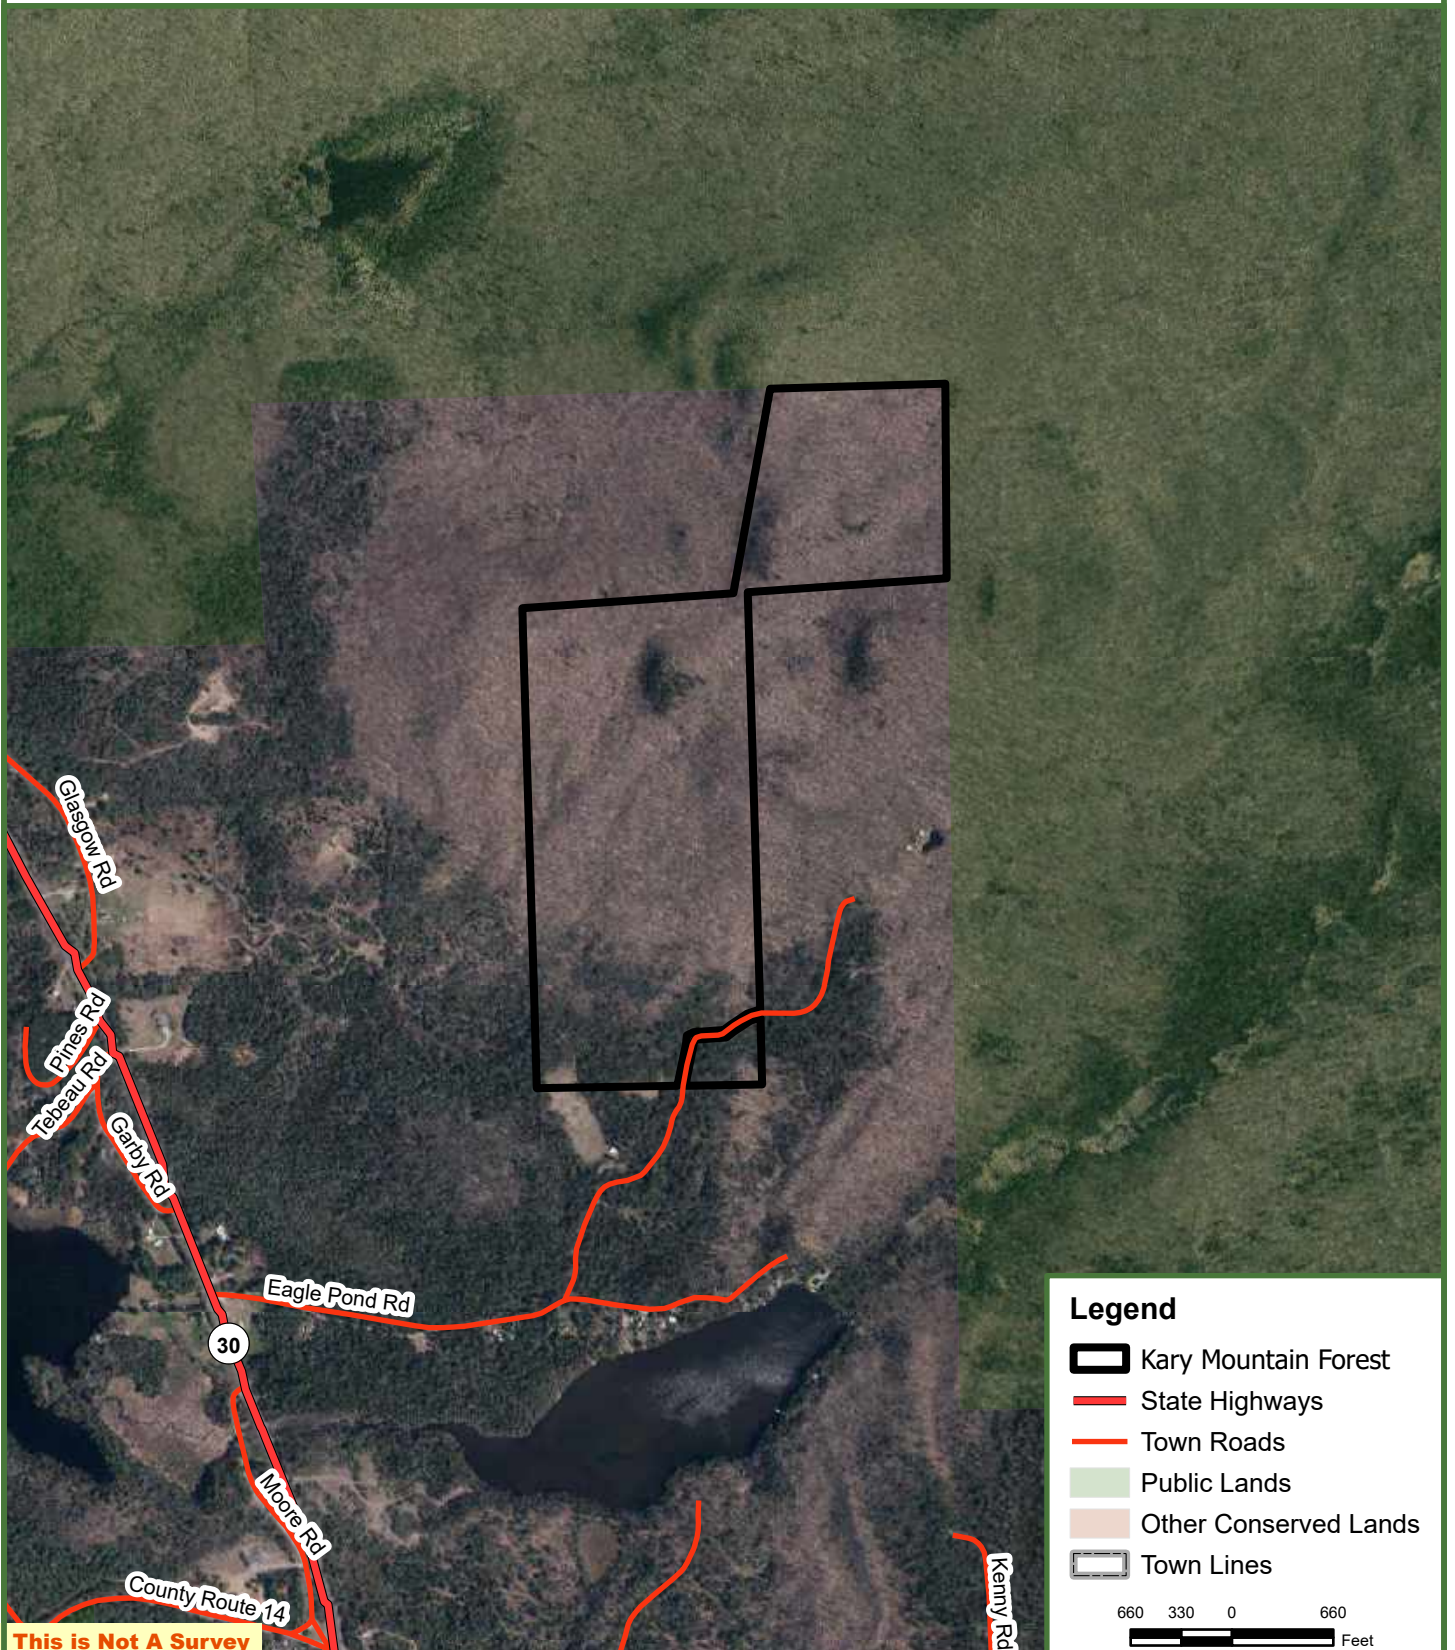 Glasgow Rd
Pines Rd
Tebeau Rd
Garby Rd
Eagle Pond Rd
30
Moore Rd
County Route 14
Kenny Rd
This is Not A Survey
Legend
Kary Mountain Forest
State Highways
Town Roads
Public Lands
Other Conserved Lands
Town Lines
660 330 0 660
Feet